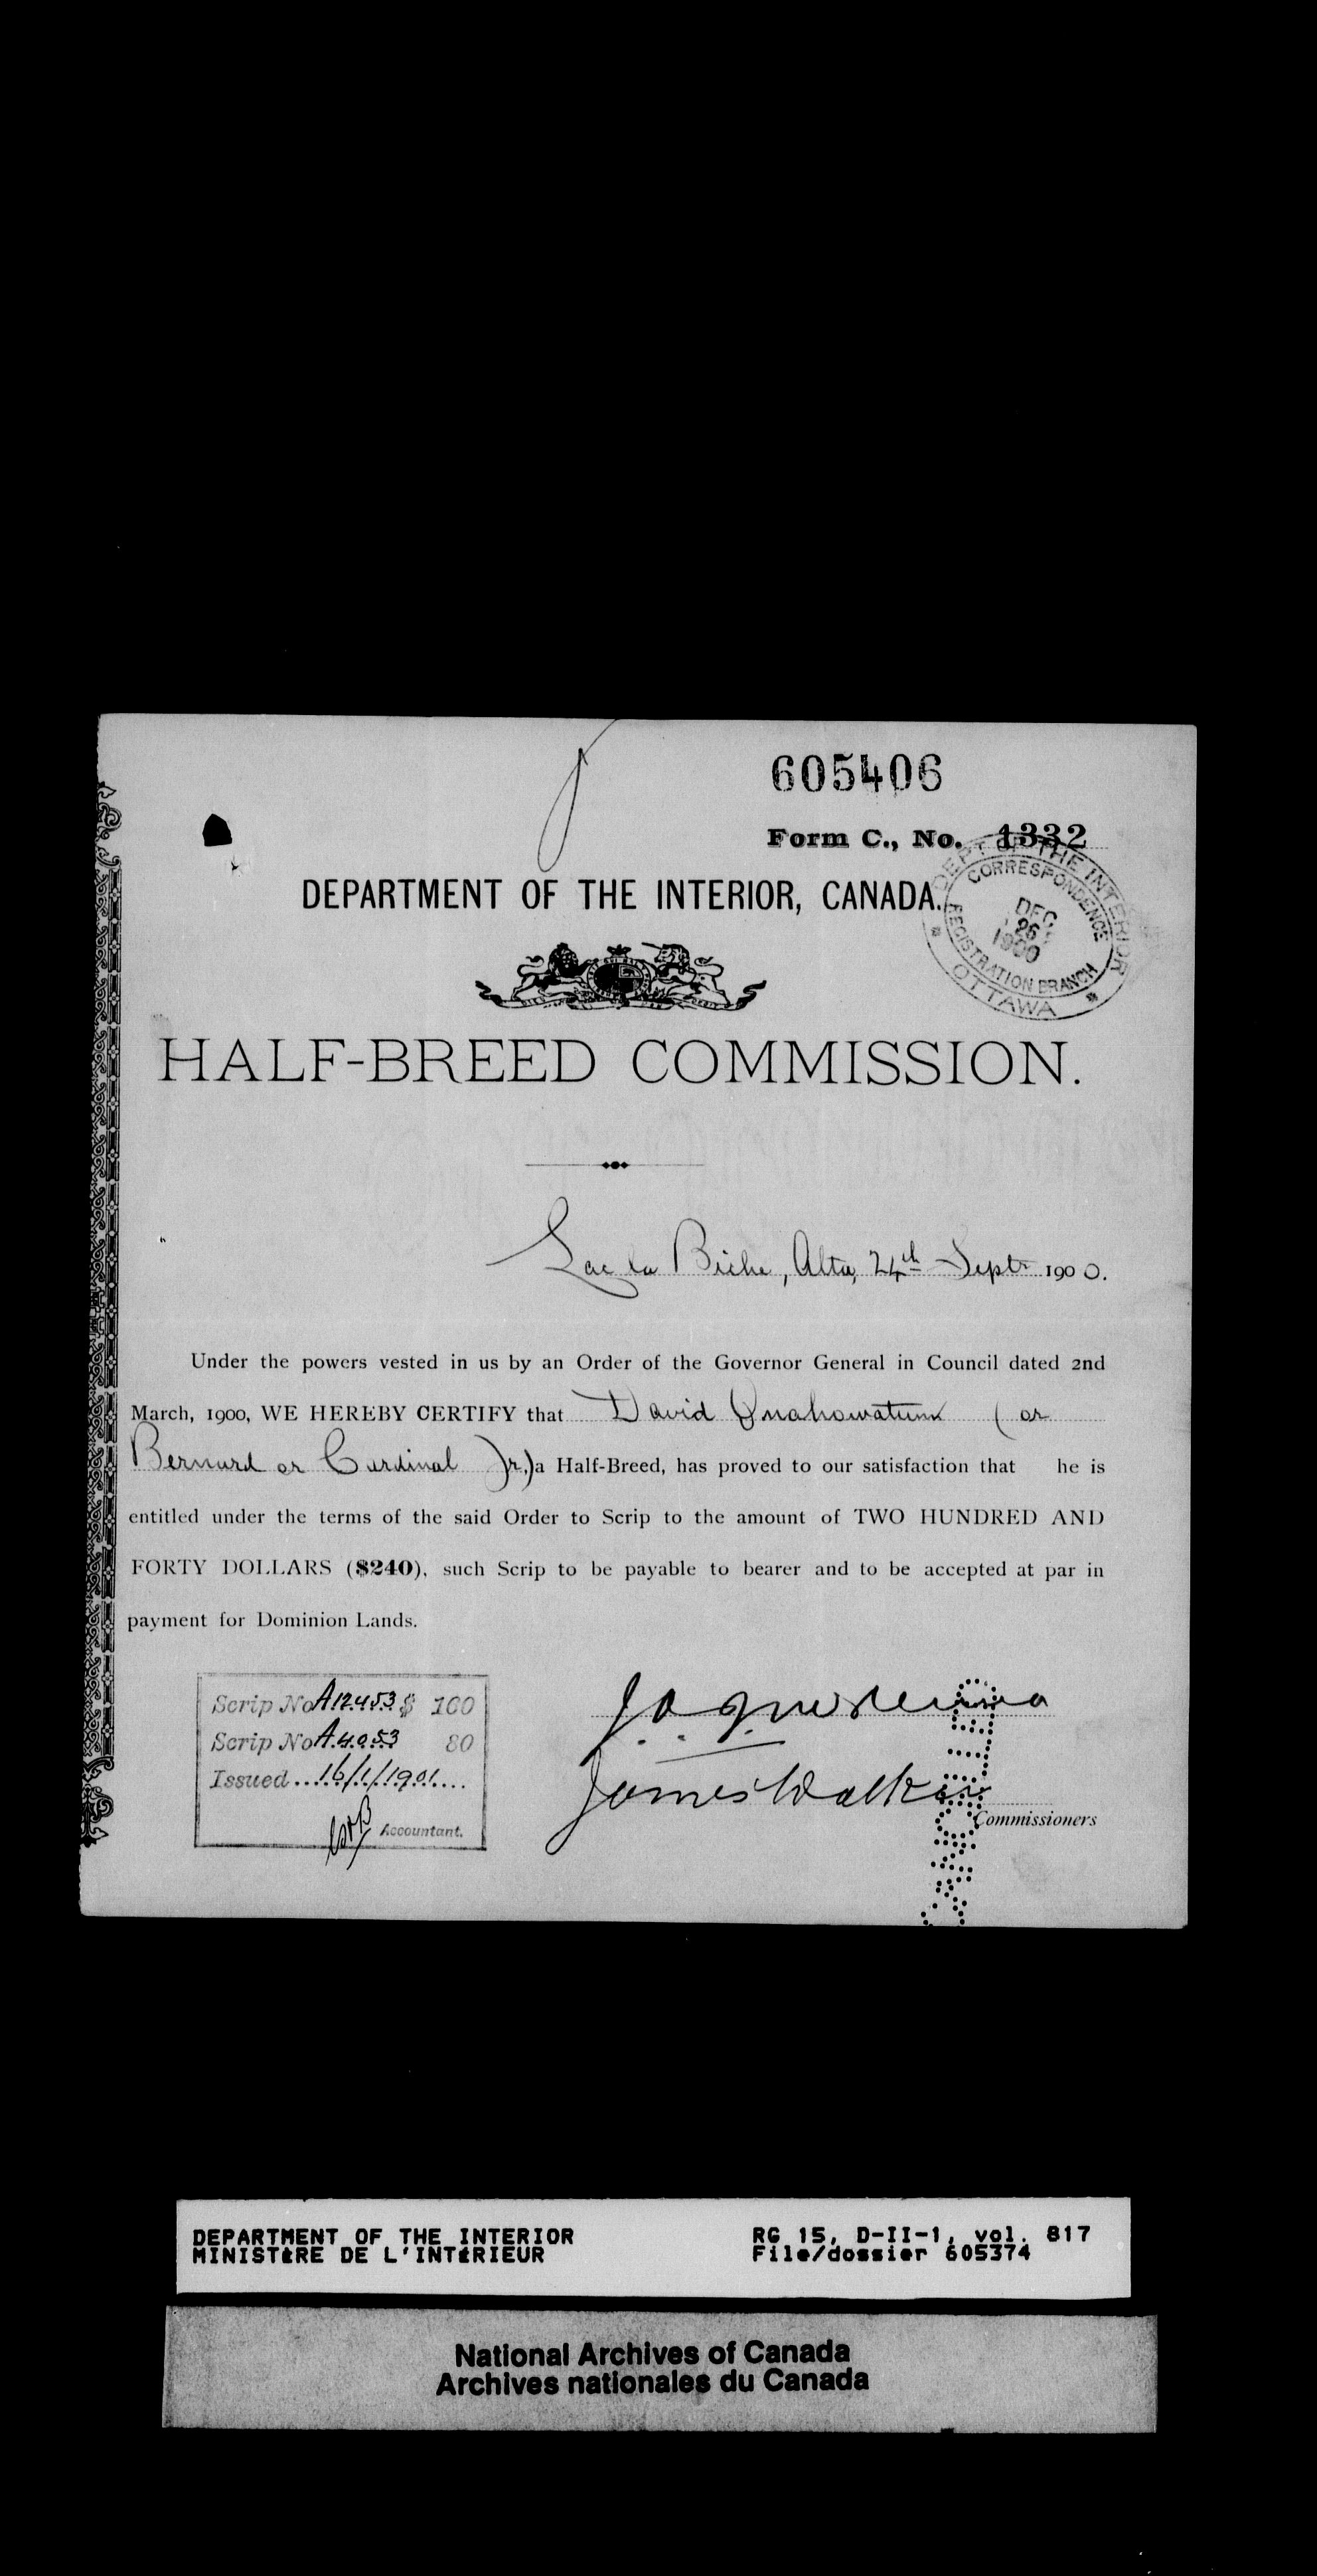 605406
Form C., No. 1332
DEPT OF THE INTERIOR
CORRESPONDENCE
DEC 26 1900
REGISTRATION BRANCH
OTTAWA
DEPARTMENT OF THE INTERIOR, CANADA.
HALF-BREED COMMISSION.
Lac la Biche, Alta, 24th Sept 1900.
Under the powers vested in us by an Order of the Governor General in Council dated 2nd
March, 1900, WE HEREBY CERTIFY that David (or
Bernard or Cardinal Jr.) a Half-Breed, has proved to our satisfaction that he is
entitled under the terms of the said Order to Scrip to the amount of TWO HUNDRED AND
FORTY DOLLARS ($240), such Scrip to be payable to bearer and to be accepted at par in
payment for Dominion Lands.
Scrip No A12453 $ 160
Scrip No A4953 80
Issued 16/1/1901
Accountant.
James Walker
Commissioners
DEPARTMENT OF THE INTERIOR
MINISTÈRE DE L'INTÉRIEUR
RG 15, D-II-1, vol. 817
File/dossier 605374
National Archives of Canada
Archives nationales du Canada